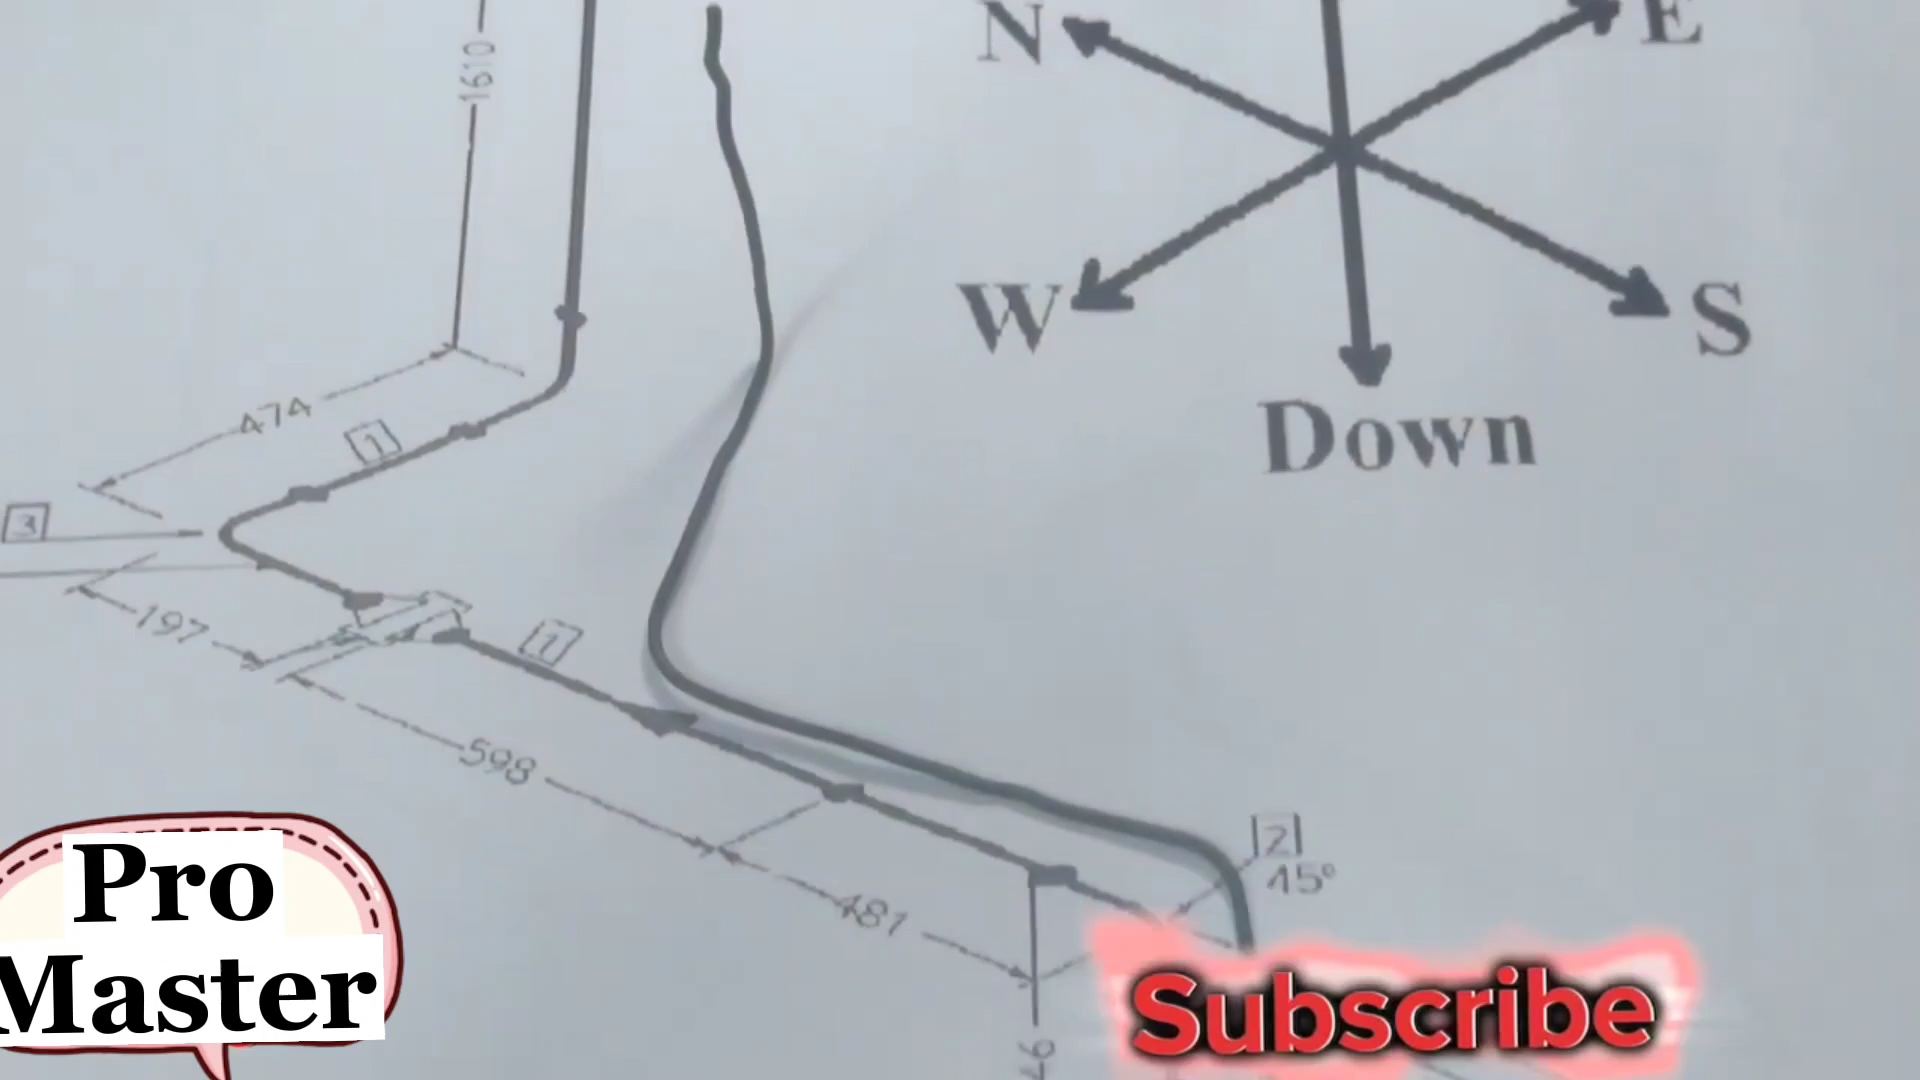 N
E
1610
W
S
Down
474
1
3
197
1
598
2
45°
481
Pro
Master
Subscribe